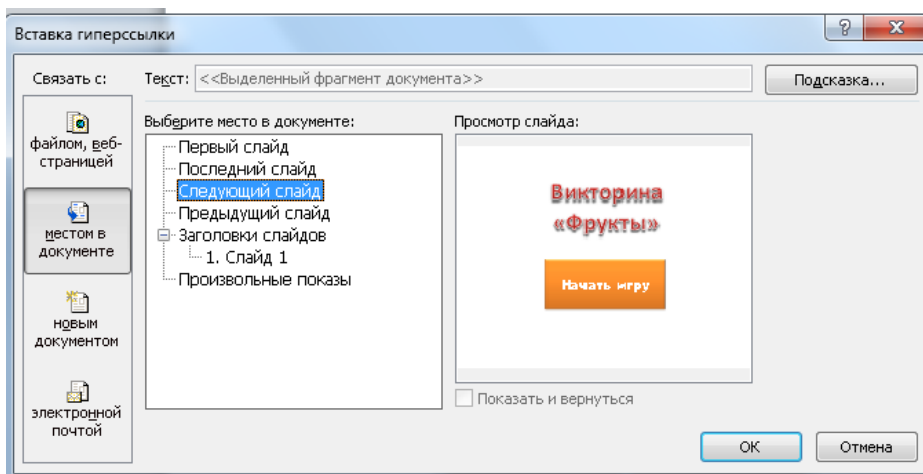 Вставка гиперссылки
Связать с:
Текст: <<Выделенный фрагмент документа>>
Подсказка...
файлом, веб-
страницей
местом в
документе
новым
документом
электронной
почтой
Выберите место в документе:
Первый слайд
Последний слайд
Следующий слайд
Предыдущий слайд
Заголовки слайдов
1. Слайд 1
Произвольные показы
Просмотр слайда:
Викторина
«Фрукты»
Начать игру
Показать и вернуться
ОК
Отмена